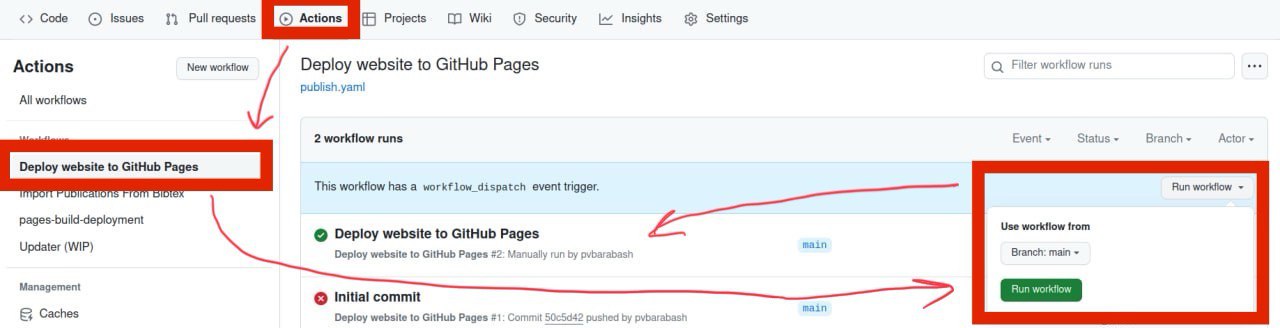 Code Issues Pull requests Actions Projects Wiki Security Insights Settings
Actions New workflow
All workflows
Workflows
Deploy website to GitHub Pages
Import Publications From Bibtex
pages-build-deployment
Updater (WIP)
Management
Caches
Deploy website to GitHub Pages
publish.yaml
Filter workflow runs
2 workflow runs Event Status Branch Actor
This workflow has a workflow_dispatch event trigger.
Run workflow
Use workflow from
Branch: main
Run workflow
Deploy website to GitHub Pages
Deploy website to GitHub Pages #2: Manually run by pvbarabash
main
Initial commit
Deploy website to GitHub Pages #1: Commit 50c5d42 pushed by pvbarabash
main